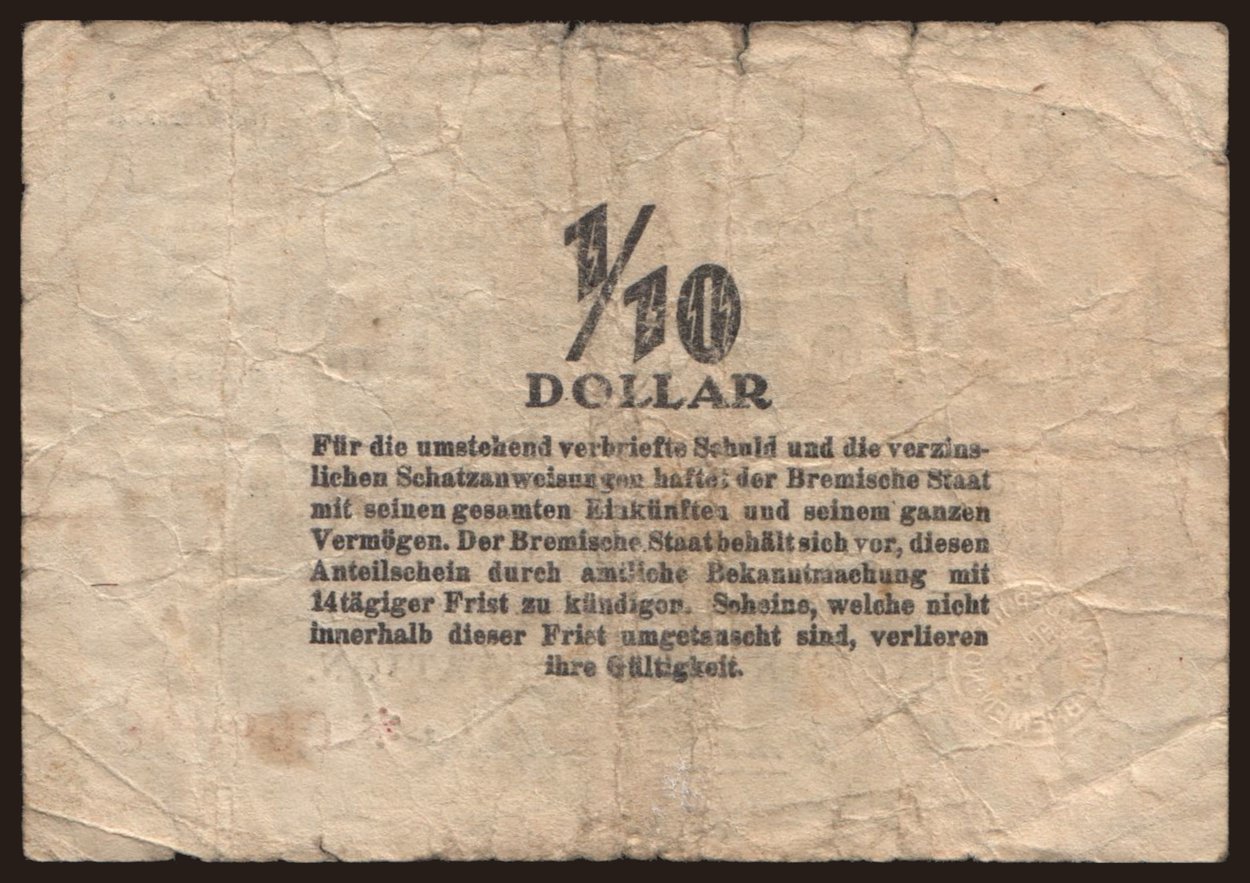 1/10
DOLLAR
Für die umstehend verbriefte Schuld und die verzins-
lichen Schatzanweisungen haftet der Bremische Staat
mit seinen gesamten Einkünften und seinem ganzen
Vermögen. Der Bremische Staat behält sich vor, diesen
Anteilschein durch amtliche Bekanntmachung mit
14tägiger Frist zu kündigen. Scheine, welche nicht
innerhalb dieser Frist umgetauscht sind, verlieren
ihre Gültigkeit.